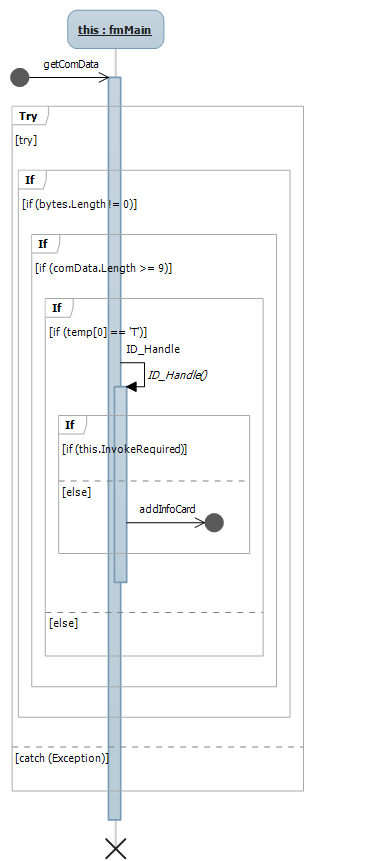 this : fmMain
getComData
Try
[try]
If
[if (bytes.Length != 0)]
If
[if (comData.Length >= 9)]
If
[if (temp[0] == 'T')]
ID_Handle
ID_Handle()
If
[if (this.InvokeRequired)]
[else]
addInfoCard
[else]
[catch (Exception)]